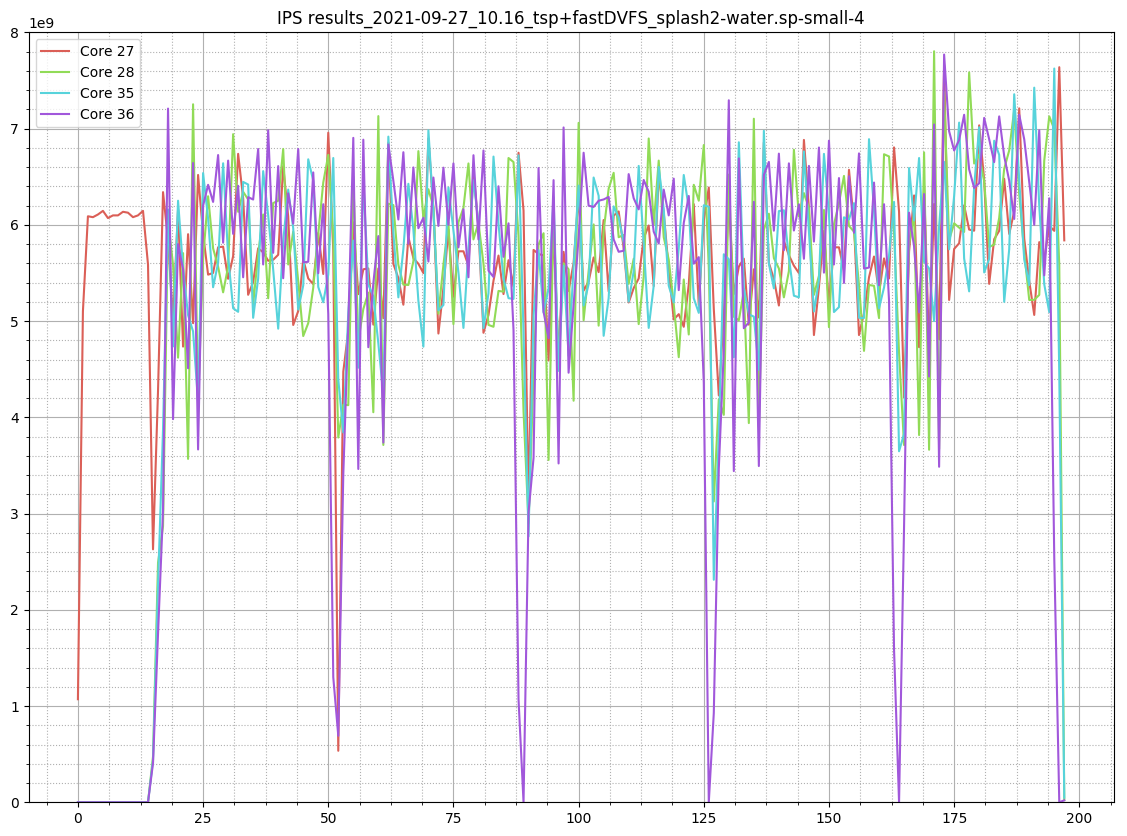 IPS results_2021-09-27_10.16_tsp+fastDVFS_splash2-water.sp-small-4
1e9
Core 27
Core 28
Core 35
Core 36
8
7
6
5
4
3
2
1
0
0 25 50 75 100 125 150 175 200